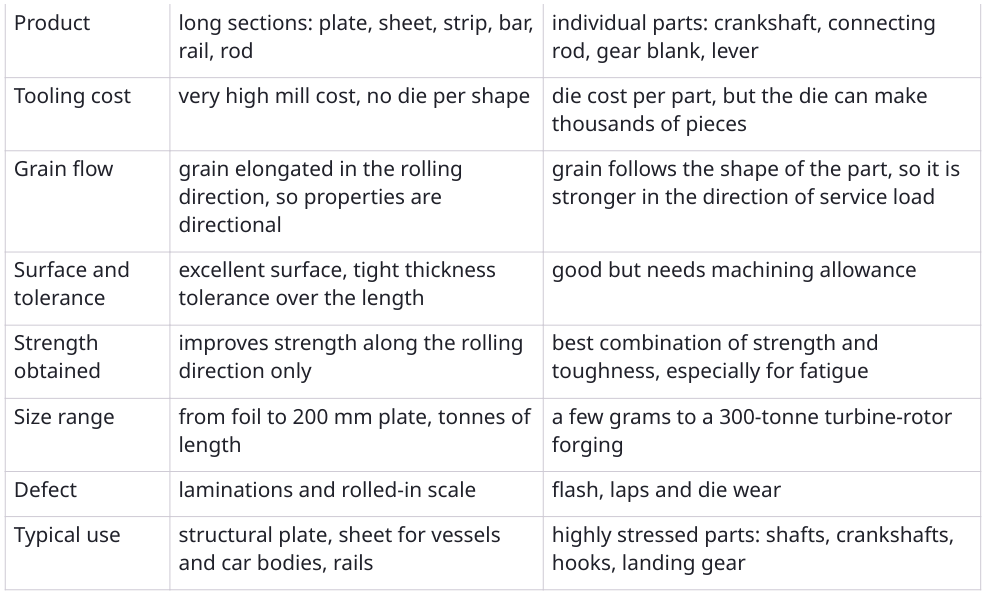 Product
long sections: plate, sheet, strip, bar,
rail, rod
individual parts: crankshaft, connecting
rod, gear blank, lever
Tooling cost
very high mill cost, no die per shape
die cost per part, but the die can make
thousands of pieces
Grain flow
grain elongated in the rolling
direction, so properties are
directional
grain follows the shape of the part, so it is
stronger in the direction of service load
Surface and
tolerance
excellent surface, tight thickness
tolerance over the length
good but needs machining allowance
Strength
obtained
improves strength along the rolling
direction only
best combination of strength and
toughness, especially for fatigue
Size range
from foil to 200 mm plate, tonnes of
length
a few grams to a 300-tonne turbine-rotor
forging
Defect
laminations and rolled-in scale
flash, laps and die wear
Typical use
structural plate, sheet for vessels
and car bodies, rails
highly stressed parts: shafts, crankshafts,
hooks, landing gear